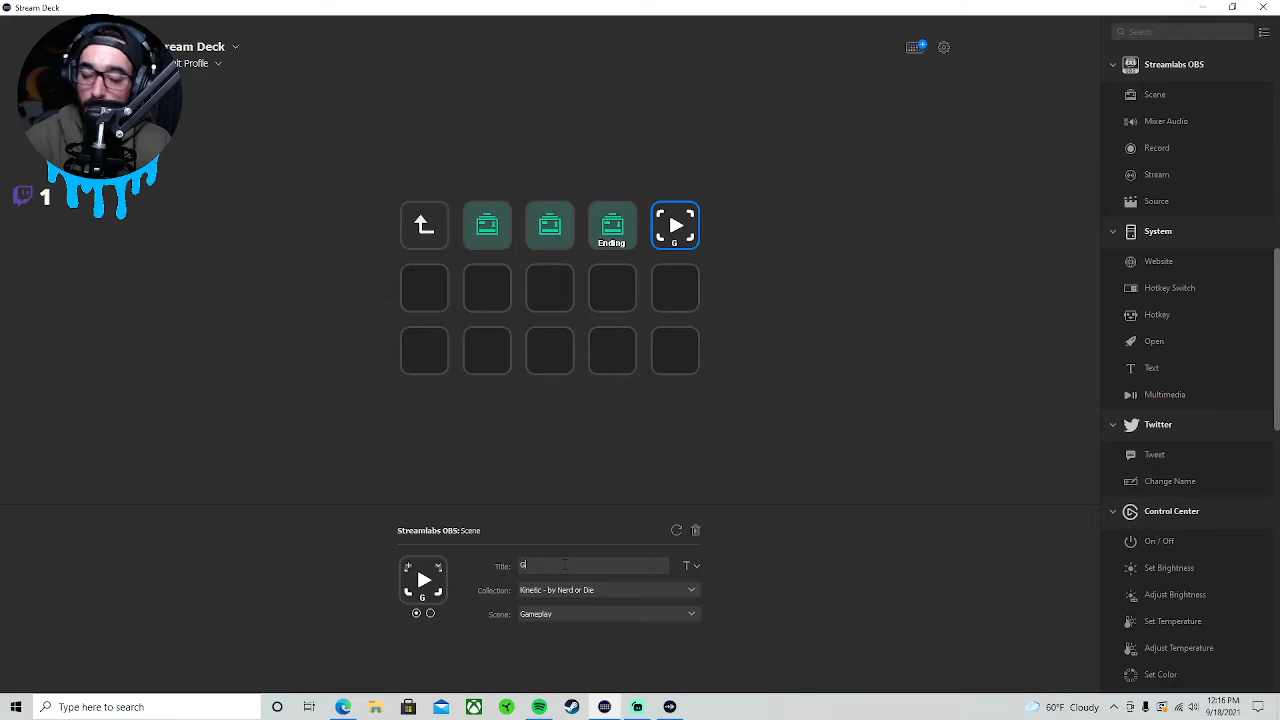 Stream Deck
ream Deck
lt Profile
1
Ending
G
Streamlabs OBS: Scene
Title:
G
G
Collection:
Kinetic - by Nerd or Die
Scene:
Gameplay
Search
Streamlabs OBS
Scene
Mixer Audio
Record
Stream
Source
System
Website
Hotkey Switch
Hotkey
Open
Text
Multimedia
Twitter
Tweet
Change Name
Control Center
On / Off
Set Brightness
Adjust Brightness
Set Temperature
Adjust Temperature
Set Color
Type here to search
60°F Cloudy
12:16 PM
9/18/2021